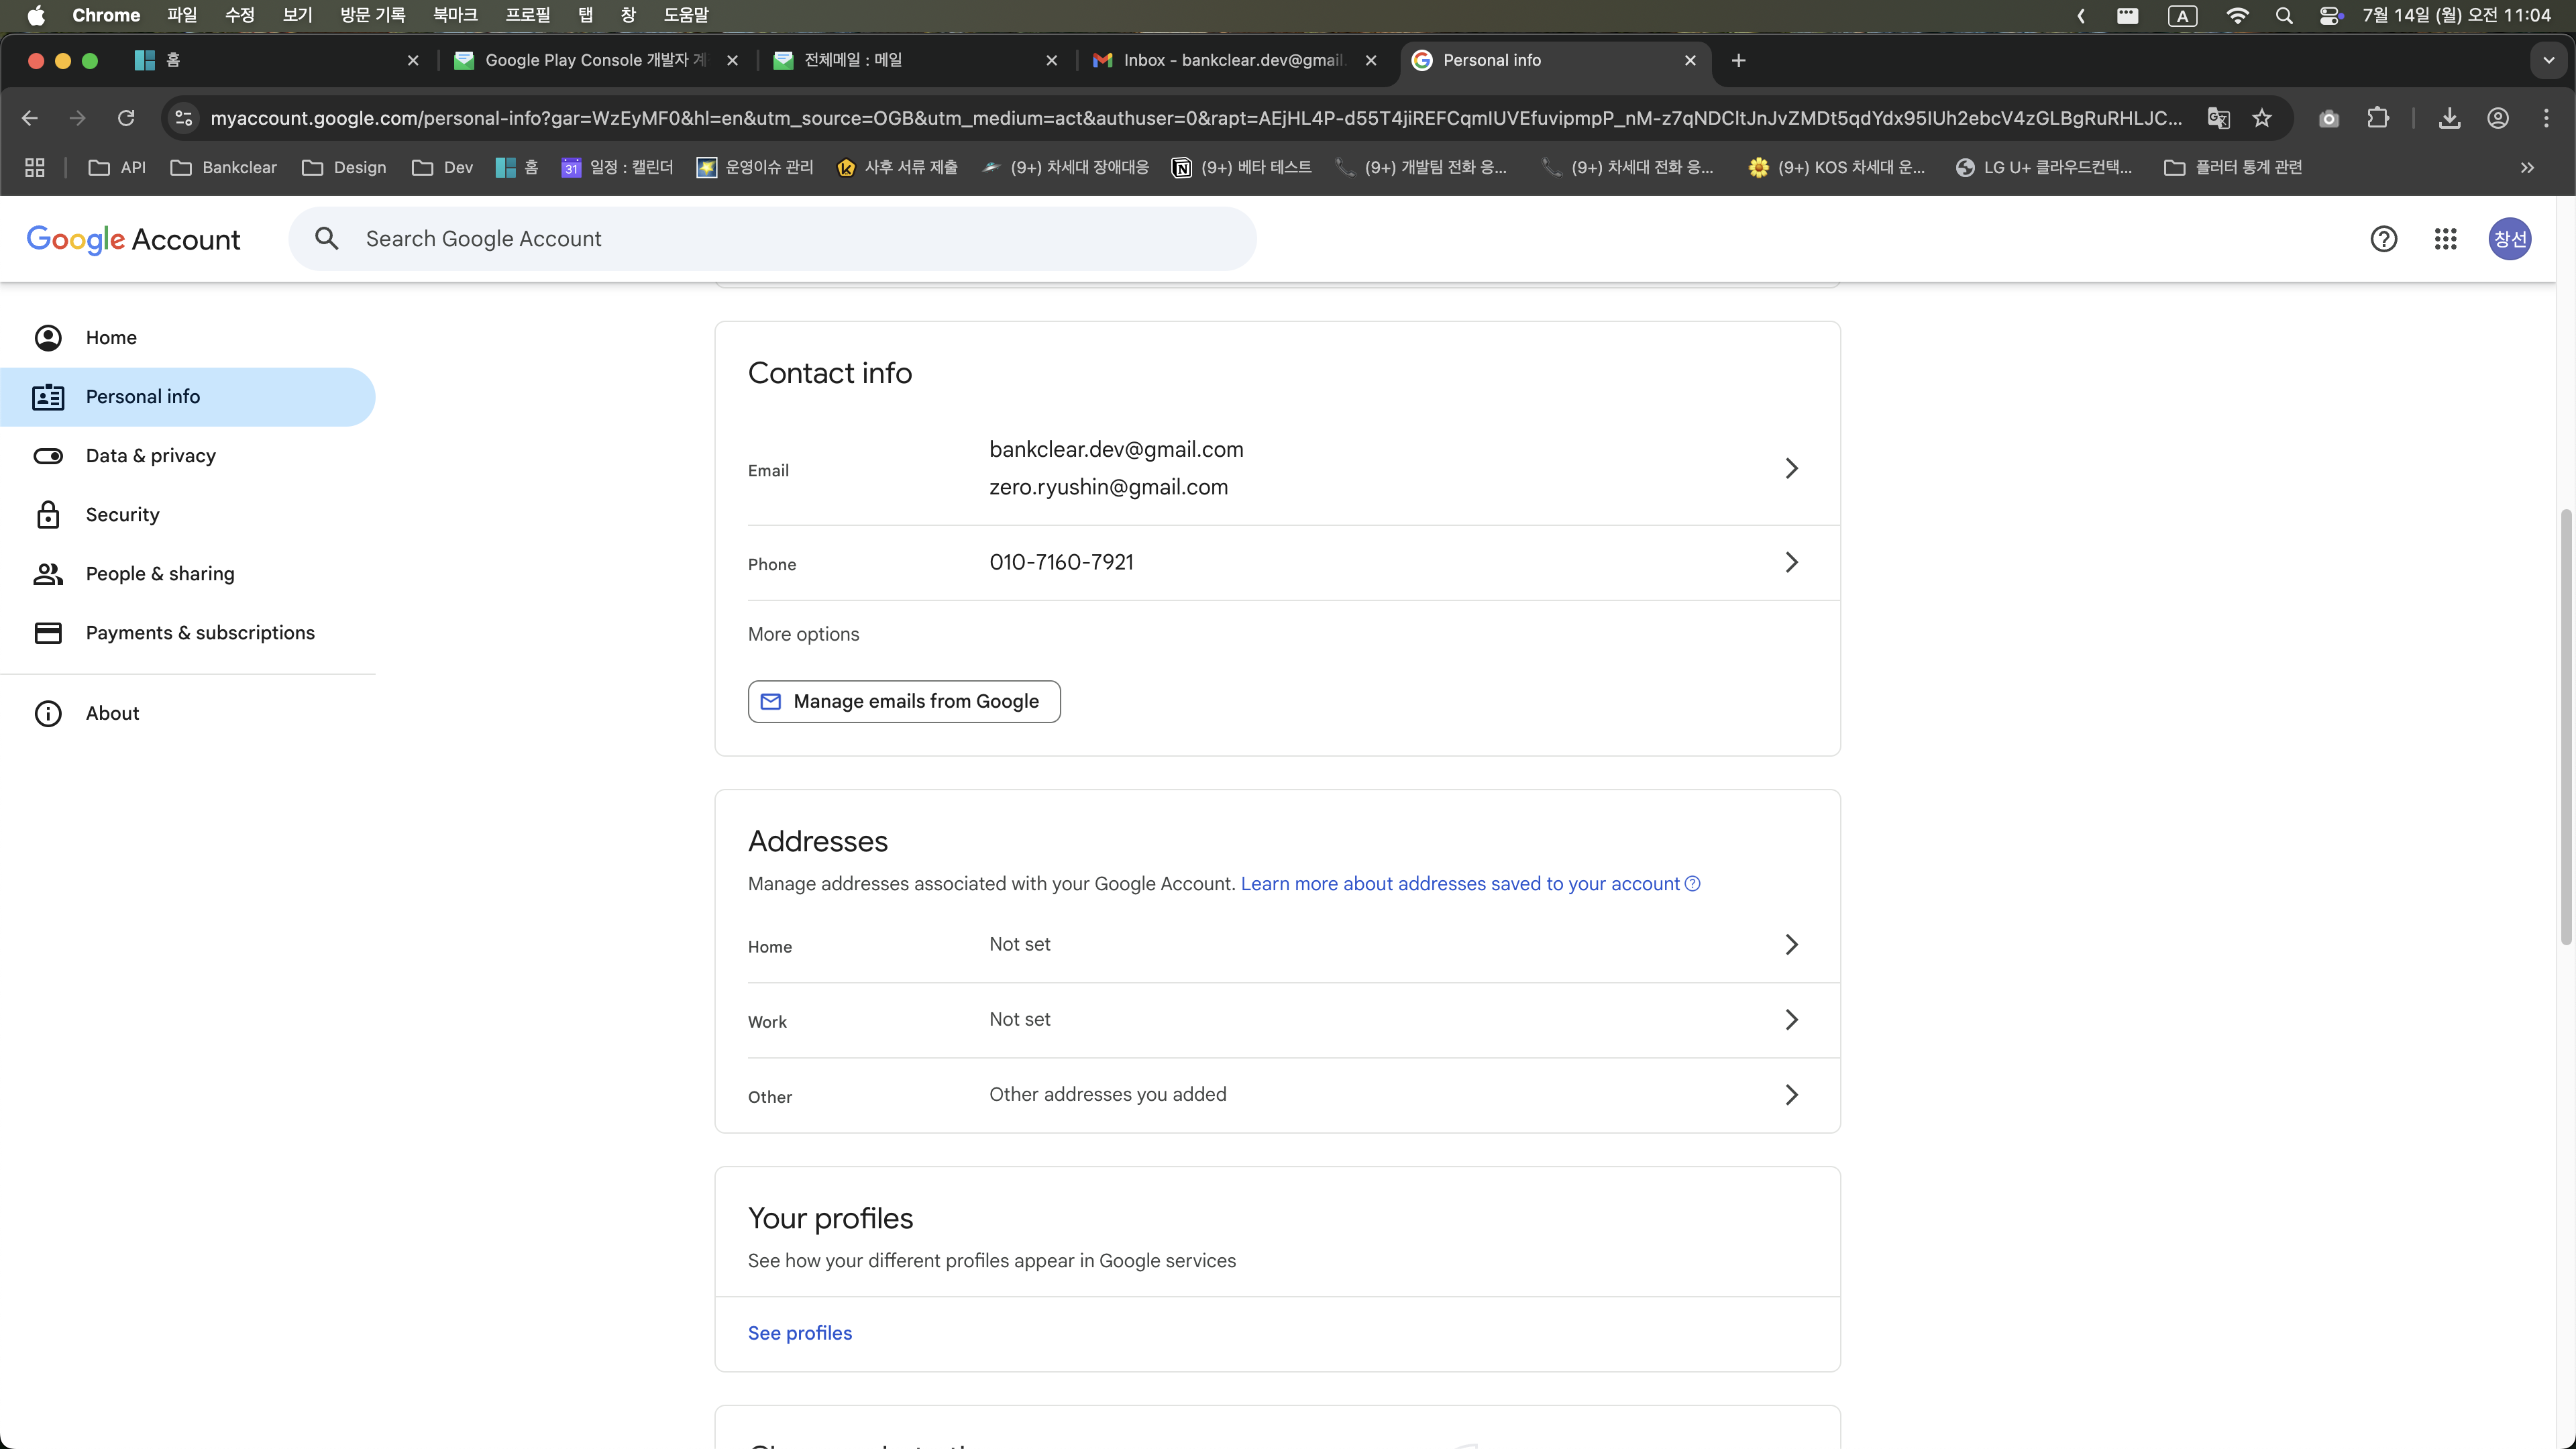 Chrome 파일 수정 보기 방문 기록 북마크 프로필 탭 창 도움말 A 7월 14일 (월) 오전 11:04
홈 Google Play Console 개발자 계 전체메일 : 메일 Inbox - bankclear.dev@gmail. Personal info
myaccount.google.com/personal-info?gar=WzEyMF0&hl=en&utm_source=OGB&utm_medium=act&authuser=0&rapt=AEjHL4P-d55T4jiREFCqmIUVEfuvipmpP_nM-z7qNDCltJnJvZMDt5qdYdx95IUh2ebcV4zGLBgRuRHLJC...
API Bankclear Design Dev 홈 31 일정 : 캘린더 운영이슈 관리 사후 서류 제출 (9+) 차세대 장애대응 (9+) 베타 테스트 (9+) 개발팀 전화 응... (9+) 차세대 전화 응... (9+) KOS 차세대 운... LG U+ 클라우드컨택... 플러터 통계 관련
Google Account
Search Google Account
창선
Home
Personal info
Data & privacy
Security
People & sharing
Payments & subscriptions
About
Contact info
Email
bankclear.dev@gmail.com
zero.ryushin@gmail.com
Phone
010-7160-7921
More options
Manage emails from Google
Addresses
Manage addresses associated with your Google Account. Learn more about addresses saved to your account
Home Not set
Work Not set
Other Other addresses you added
Your profiles
See how your different profiles appear in Google services
See profiles